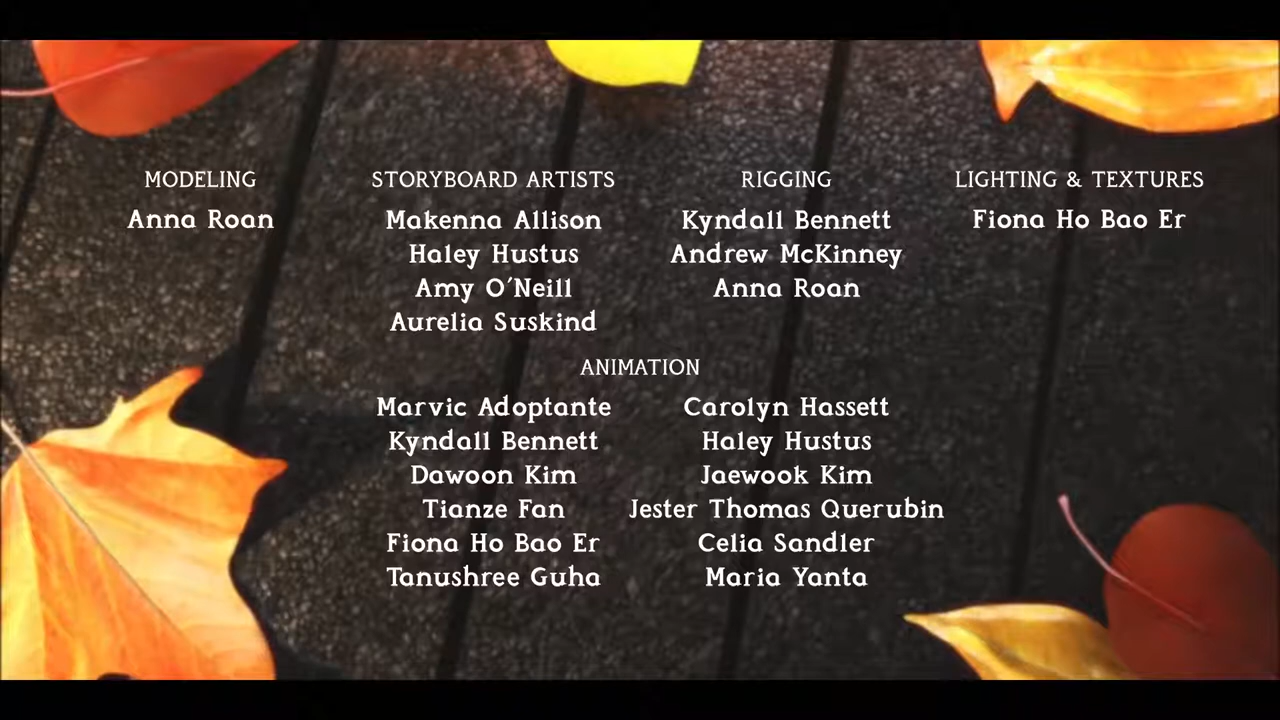 MODELING
Anna Roan
STORYBOARD ARTISTS
Makenna Allison
Haley Hustus
Amy O'Neill
Aurelia Suskind
RIGGING
Kyndall Bennett
Andrew McKinney
Anna Roan
LIGHTING & TEXTURES
Fiona Ho Bao Er
ANIMATION
Marvic Adoptante
Kyndall Bennett
Dawoon Kim
Tianze Fan
Fiona Ho Bao Er
Tanushree Guha
Carolyn Hassett
Haley Hustus
Jaewook Kim
Jester Thomas Querubin
Celia Sandler
Maria Yanta